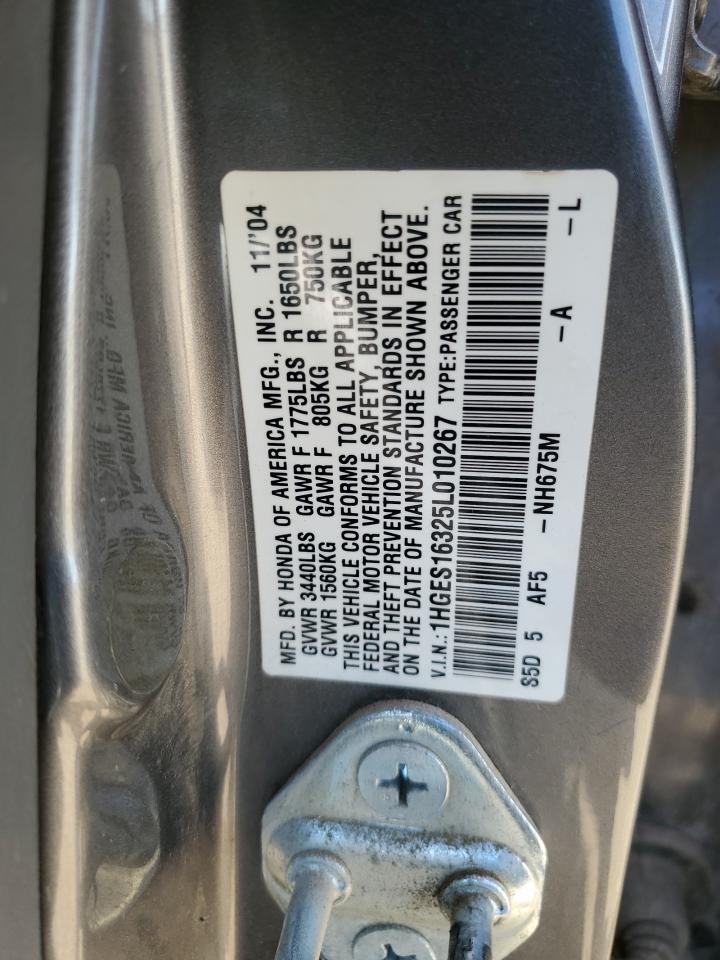 MFD. BY HONDA OF AMERICA MFG., INC. 11/'04
GVWR 3440LBS GAWR F 1775LBS R 1650LBS
GVWR 1560KG GAWR F 805KG R 750KG
THIS VEHICLE CONFORMS TO ALL APPLICABLE
FEDERAL MOTOR VEHICLE SAFETY, BUMPER,
AND THEFT PREVENTION STANDARDS IN EFFECT
ON THE DATE OF MANUFACTURE SHOWN ABOVE.
V.I.N.:1HGES16325L010267 TYPE:PASSENGER CAR
S5D 5 AF5 -NH675M -A -L